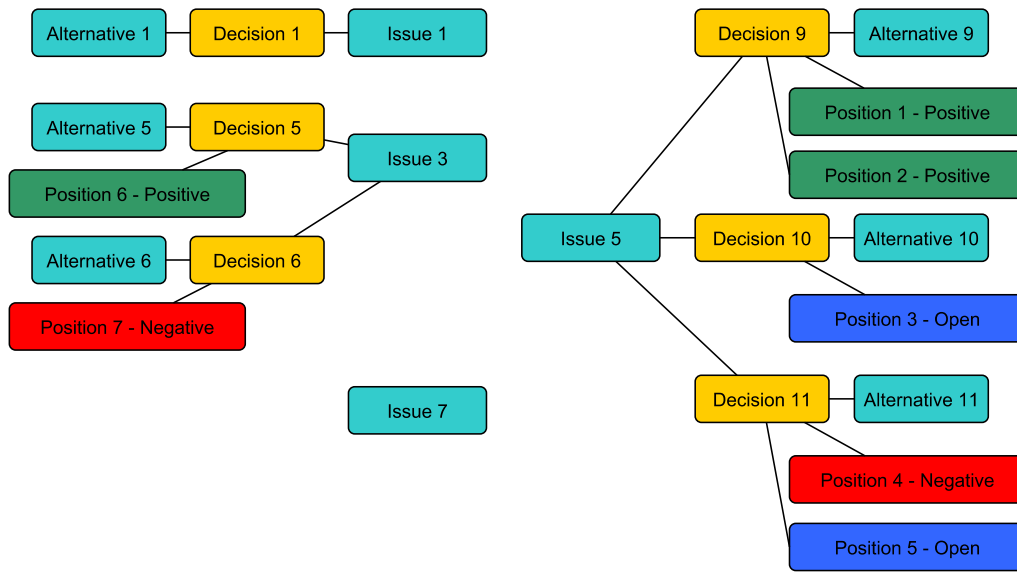 Alternative 1
Decision 1
Issue 1
Alternative 5
Decision 5
Issue 3
Position 6 - Positive
Alternative 6
Decision 6
Position 7 - Negative
Issue 7
Decision 9
Alternative 9
Position 1 - Positive
Position 2 - Positive
Issue 5
Decision 10
Alternative 10
Position 3 - Open
Decision 11
Alternative 11
Position 4 - Negative
Position 5 - Open